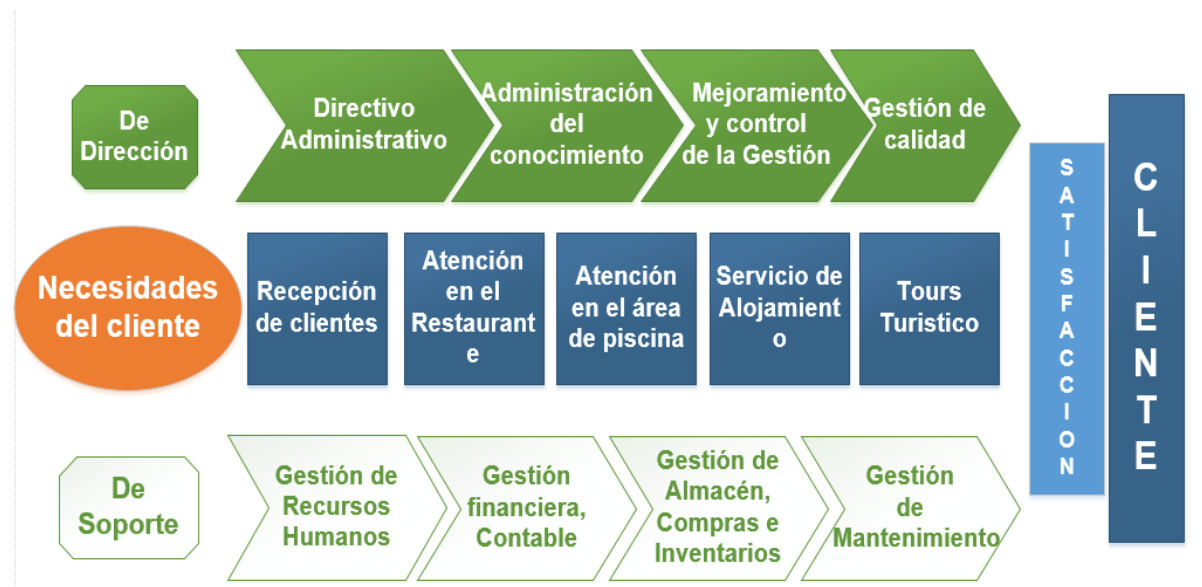 De
Dirección
Directivo
Administrativo
Administración
del
conocimiento
Mejoramiento
y control
de la Gestión
Gestión de
calidad
Necesidades
del cliente
Recepción
de clientes
Atención
en el
Restaurant
e
Atención
en el área
de piscina
Servicio de
Alojamient
o
Tours
Turistico
De
Soporte
Gestión de
Recursos
Humanos
Gestión
financiera,
Contable
Gestión de
Almacén,
Compras e
Inventarios
Gestión
de
Mantenimiento
S
A
T
I
S
F
A
C
C
I
O
N
C
L
I
E
N
T
E